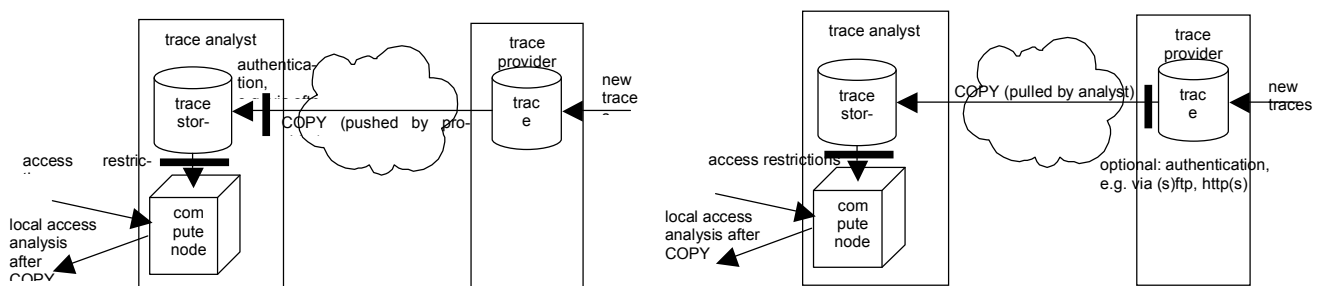 trace analyst
authentica-
tion,
trace
stor-
COPY (pushed by pro-
trace
provider
trac
e
new
trace
access restric-
com
pute
node
local access
analysis
after
COPY
trace analyst
trace
stor-
COPY (pulled by analyst)
trace
provider
trac
e
new
traces
access restrictions
optional: authentication,
e.g. via (s)ftp, http(s)
com
pute
node
local access
analysis after
COPY